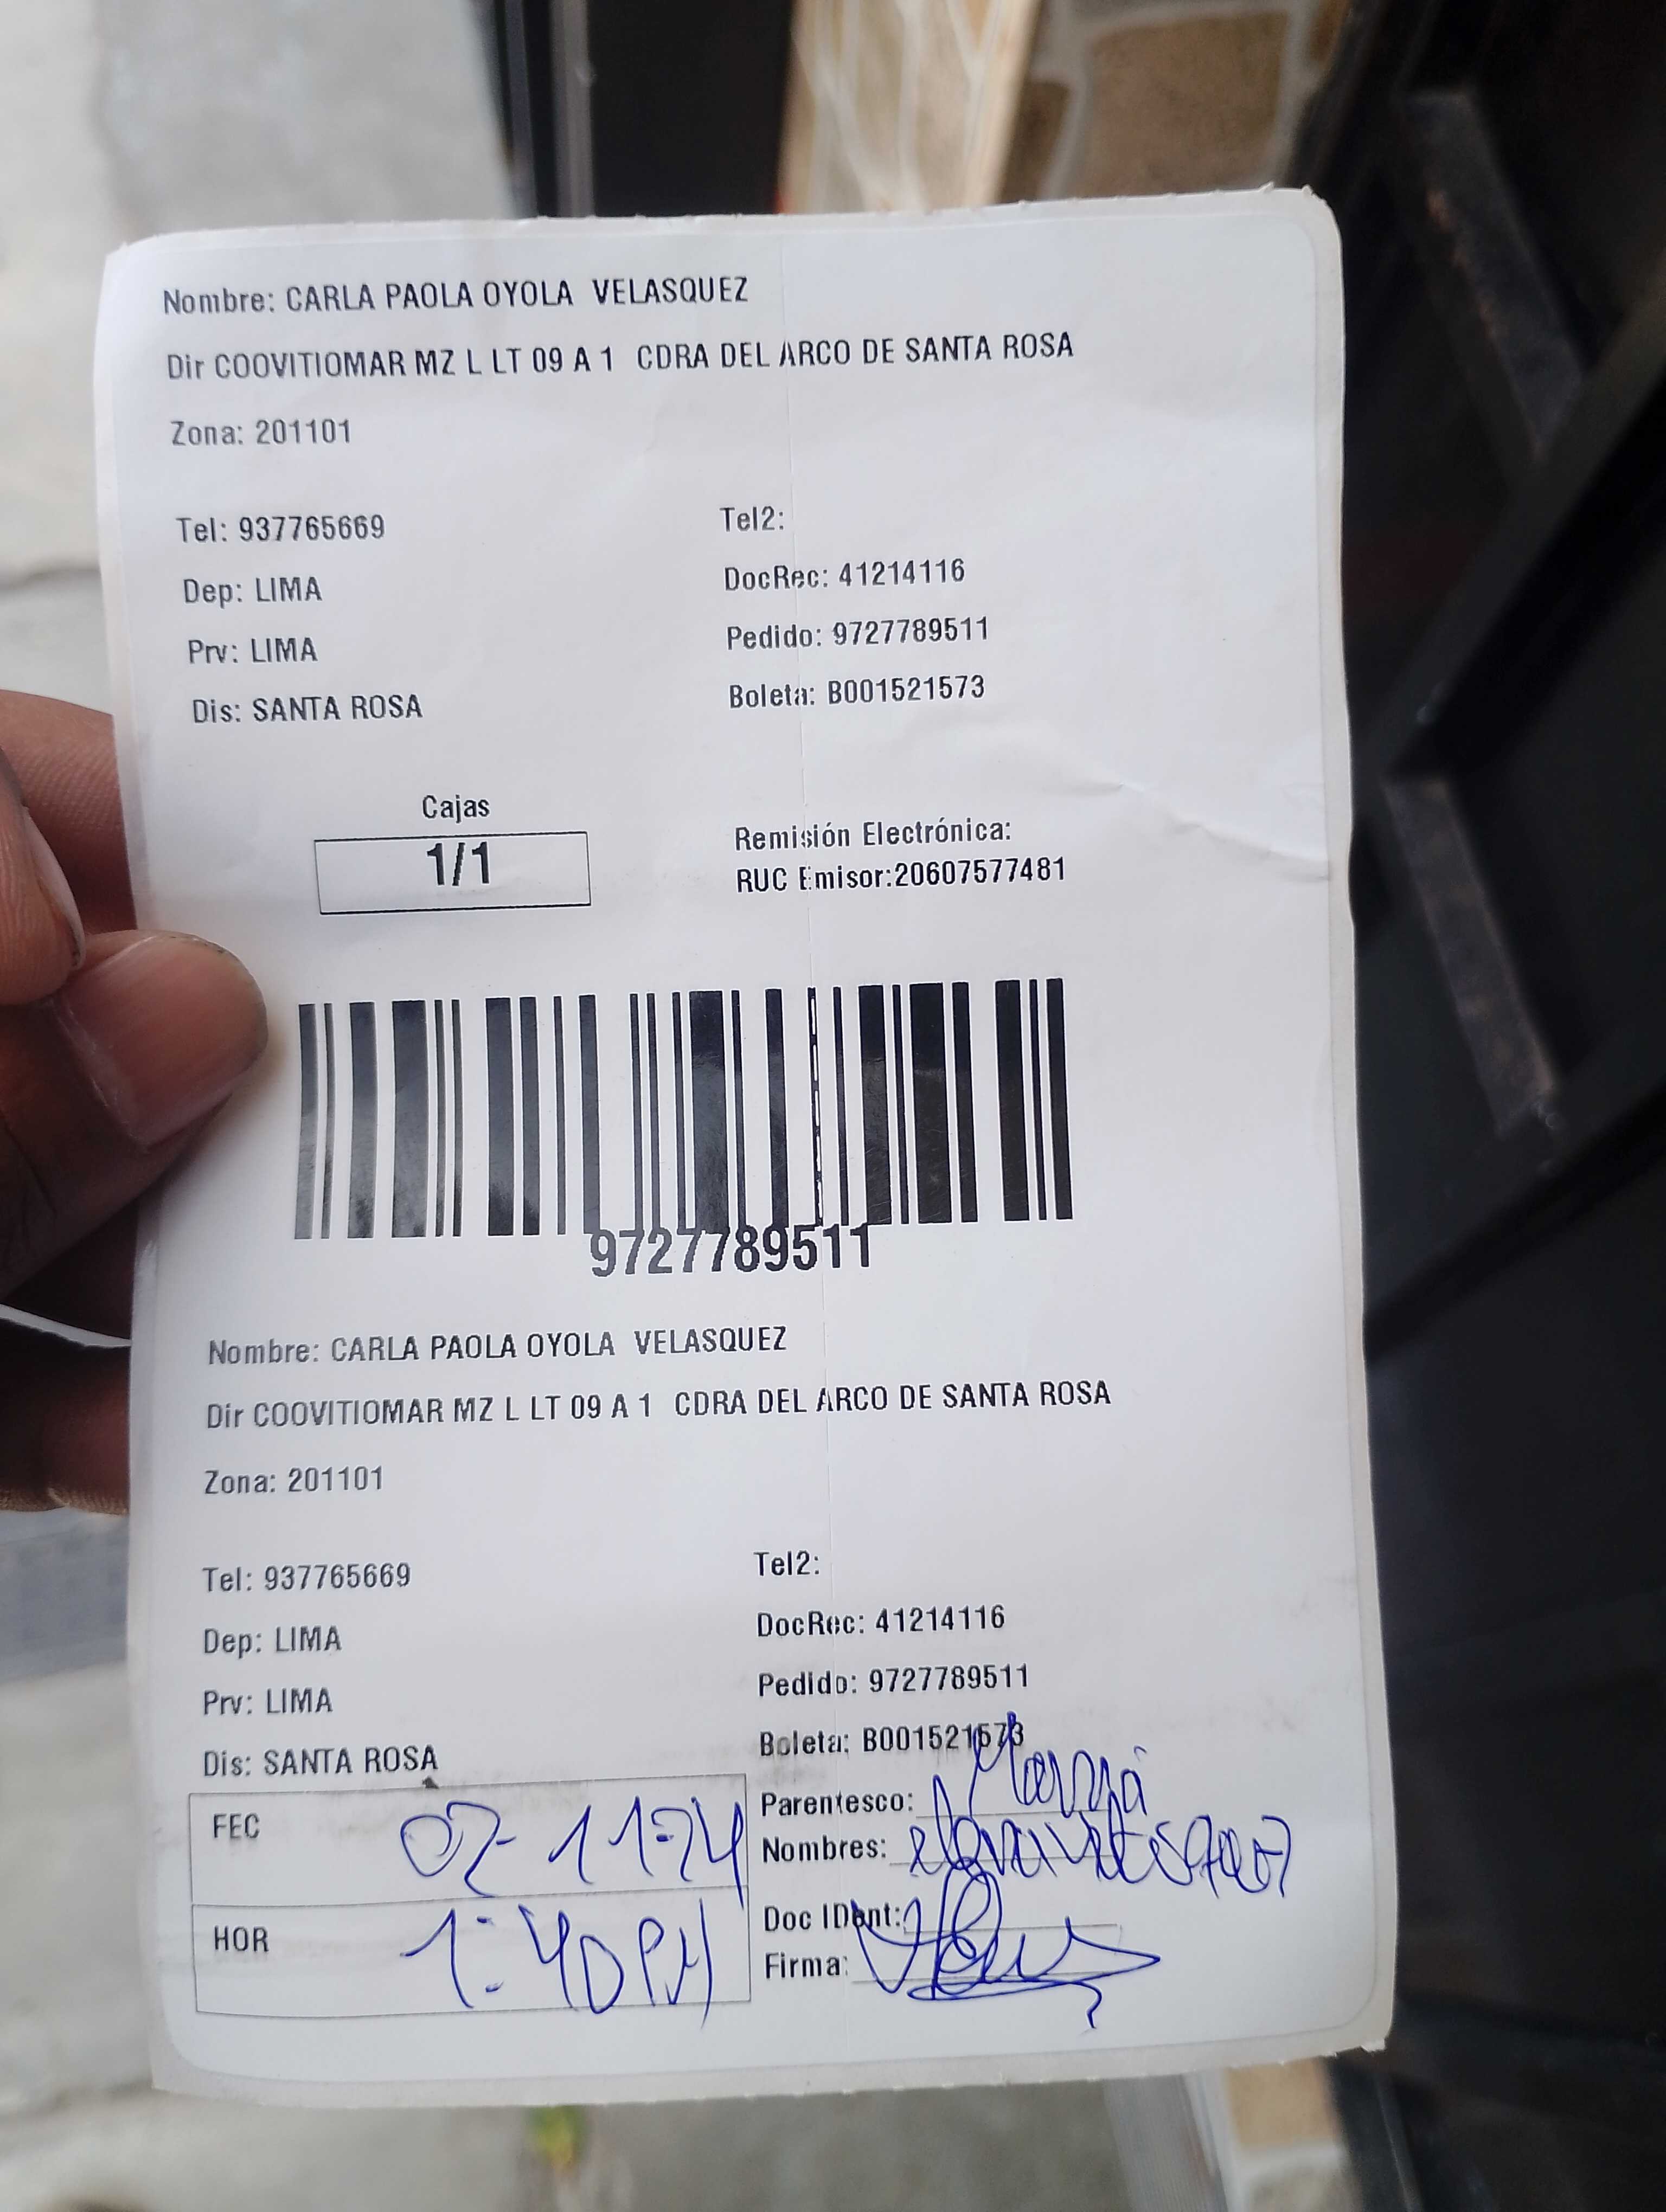 Nombre: CARLA PAOLA OYOLA VELASQUEZ
Dir COOVITIOMAR MZ L LT 09 A 1 CDRA DEL ARCO DE SANTA ROSA
Zona: 201101
Tel: 937765669
Tel2:
Dep: LIMA
DocRec: 41214116
Prv: LIMA
Pedido: 9727789511
Dis: SANTA ROSA
Boleta: B001521573
Cajas
1/1
Remisión Electrónica:
RUC Emisor:20607577481
9727789511
Nombre: CARLA PAOLA OYOLA VELASQUEZ
Dir COOVITIOMAR MZ L LT 09 A 1 CDRA DEL ARCO DE SANTA ROSA
Zona: 201101
Tel: 937765669
Tel2:
Dep: LIMA
DocRec: 41214116
Prv: LIMA
Pedido: 9727789511
Dis: SANTA ROSA
Boleta: B001521573
FEC 02-11-24
Parentesco:
Nombres:
HOR 1:40 PM
Doc IDent:
Firma: